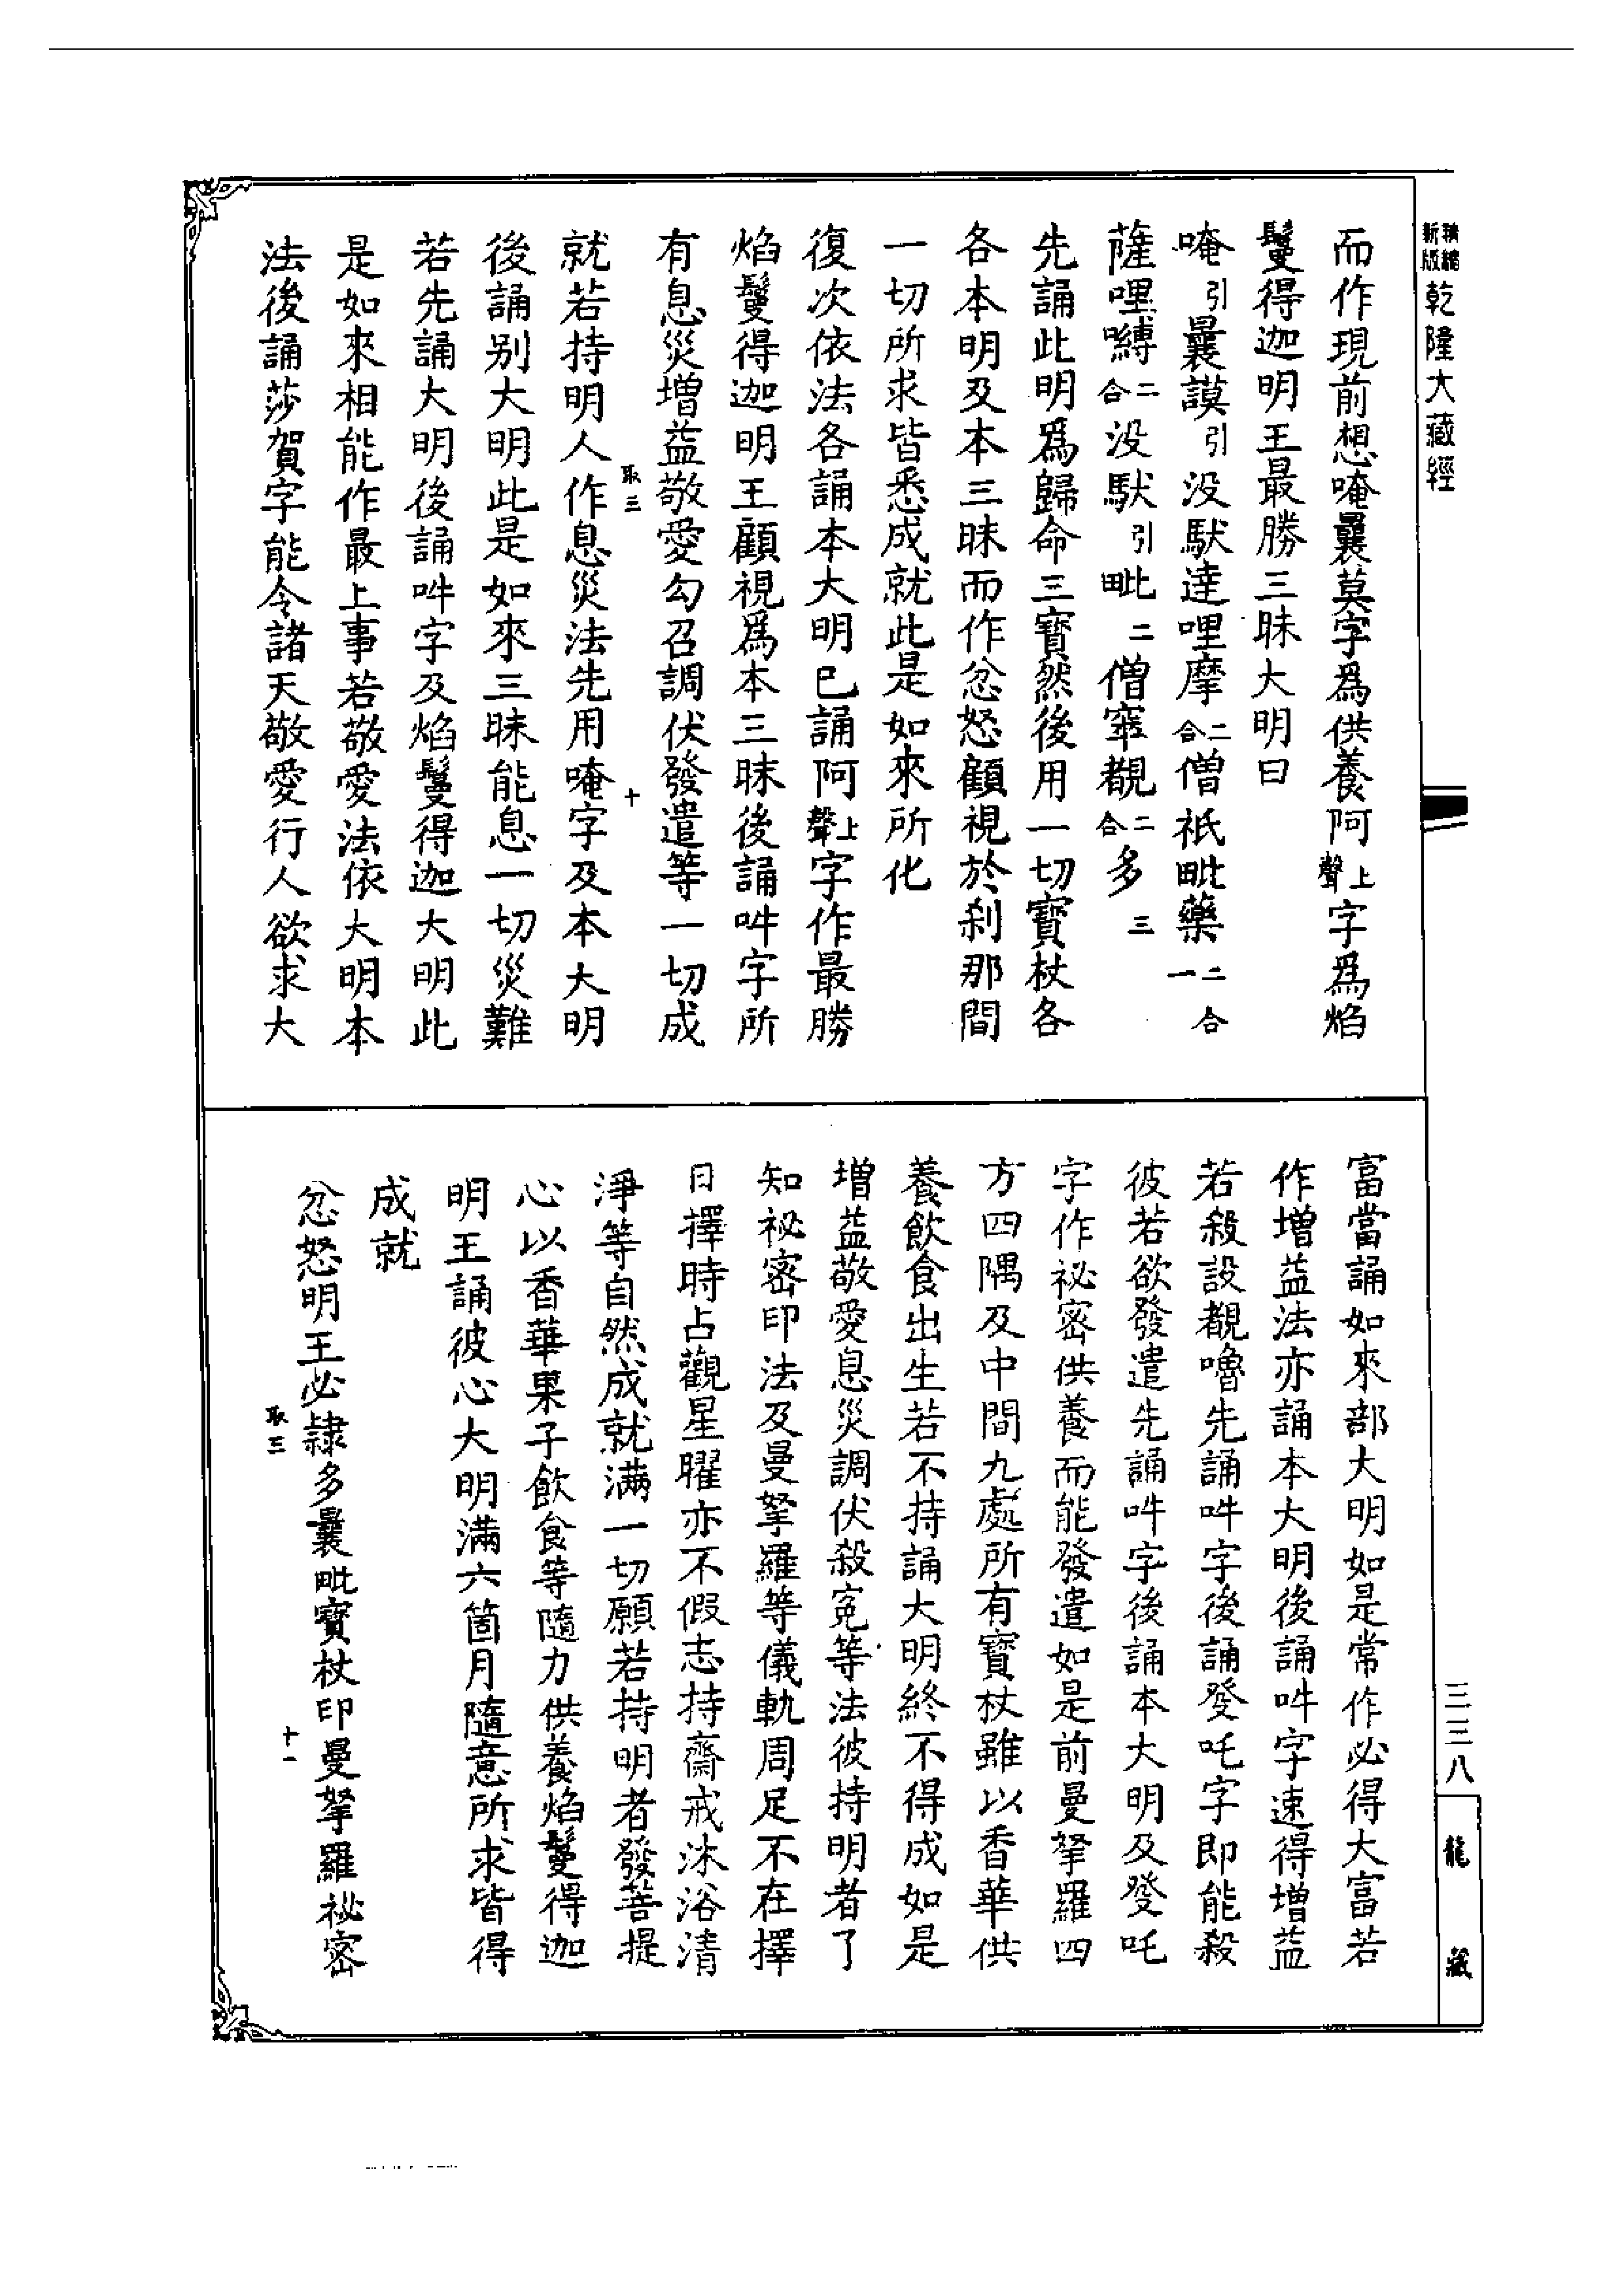 新版精縮乾隆大藏經
而作現前想唵曩莫字爲供養阿上聲字爲焰
鬘得迦明王最勝三昧大明曰
唵引曩謨引没馱達哩摩二合僧祇毗藥二合一
薩哩嚩二合没馱引毗二僧窣覩二合多三
先誦此明爲歸命三寳然後用一切寳杖各
各本明及本三昧而作忿怒顧視於刹那間
一切所求皆悉成就此是如來所化
復次依法各誦本大明已誦阿上聲字作最勝
焰鬘得迦明王顧視爲本三昧後誦吽字所
有息災增益敬愛勾召調伏發遣等一切成
取三 十
就若持明人作息災法先用唵字及本大明
後誦别大明此是如來三昧能息一切災難
若先誦大明後誦吽字及焰鬘得迦大明此
是如來相能作最上事若敬愛法依大明本
法後誦莎賀字能令諸天敬愛行人欲求大
三三八
龍藏
富當誦如來部大明如是常作必得大富若
作增益法亦誦本大明後誦吽字速得增益
若殺設覩嚕先誦吽字後誦癹吒字即能殺
彼若欲發遣先誦吽字後誦本大明及癹吒
字作祕密供養而能發遣如是前曼拏羅四
方四隅及中間九處所有寳杖雖以香華供
養飲食出生若不持誦大明終不得成如是
增益敬愛息災調伏殺寃等法彼持明者了
知祕密印法及曼拏羅等儀軌周足不在擇
日擇時占觀星曜亦不假志持齋戒沐浴清
淨等自然成就满一切願若持明者發菩提
心以香華果子飲食等隨力供養焰鬘得迦
明王誦彼心大明满六箇月隨意所求皆得
成就
忿怒明王必隸多曩毗寳杖印曼拏羅祕密
取三 十一